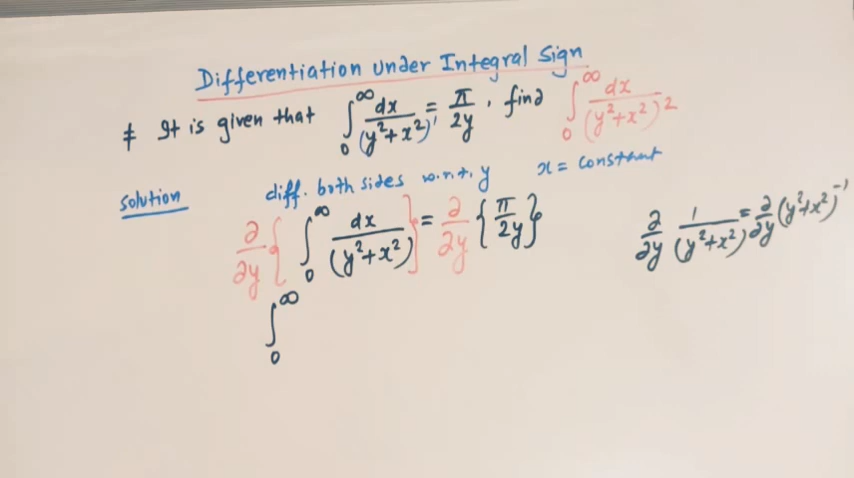 Differentiation under Integral Sign
# It is given that ∫₀^∞ dx/(y²+x²)' = π/2y, find ∫₀^∞ dx/(y²+x²)²
solution diff. both sides w.r.t. y x = constant
∂/∂y { ∫₀^∞ dx/(y²+x²) } = ∂/∂y { π/2y }
∂/∂y 1/(y²+x²) = ∂/∂y (y²+x²)⁻¹
∫₀^∞